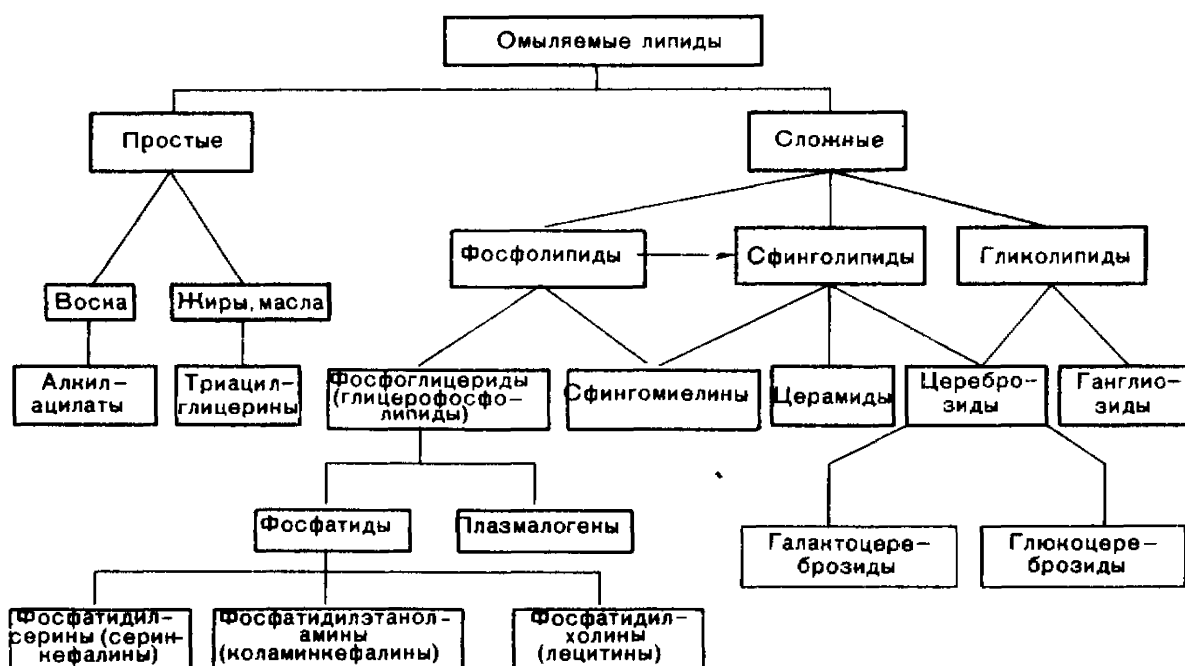 Омыляемые липиды
Простые
Сложные
Фосфолипиды
Сфинголипиды
Гликолипиды
Воска
Жиры, масла
Алкил-
ацилаты
Триацил-
глицерины
Фосфоглицериды
(глицерофосфо-
липиды)
Сфингомиелины
Церамиды
Церебро-
зиды
Ганглио-
зиды
Фосфатиды
Плазмалогены
Галактоцере-
брозиды
Глюкоцере-
брозиды
Фосфатидил-
серины (серин-
кефалины)
Фосфатидилэтанол-
амины
(коламинкефалины)
Фосфатидил-
холины
(лецитины)